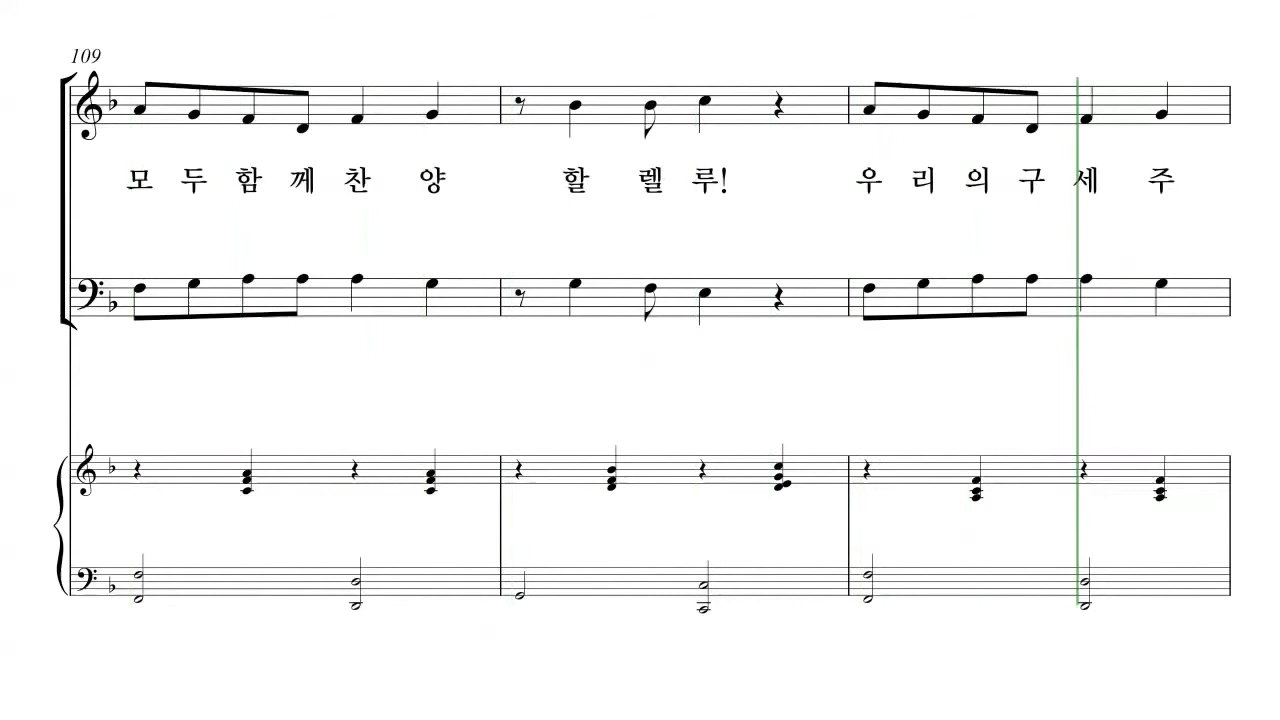 109
모 두 함 께 찬 양 할 렐 루! 우 리 의 구 세 주